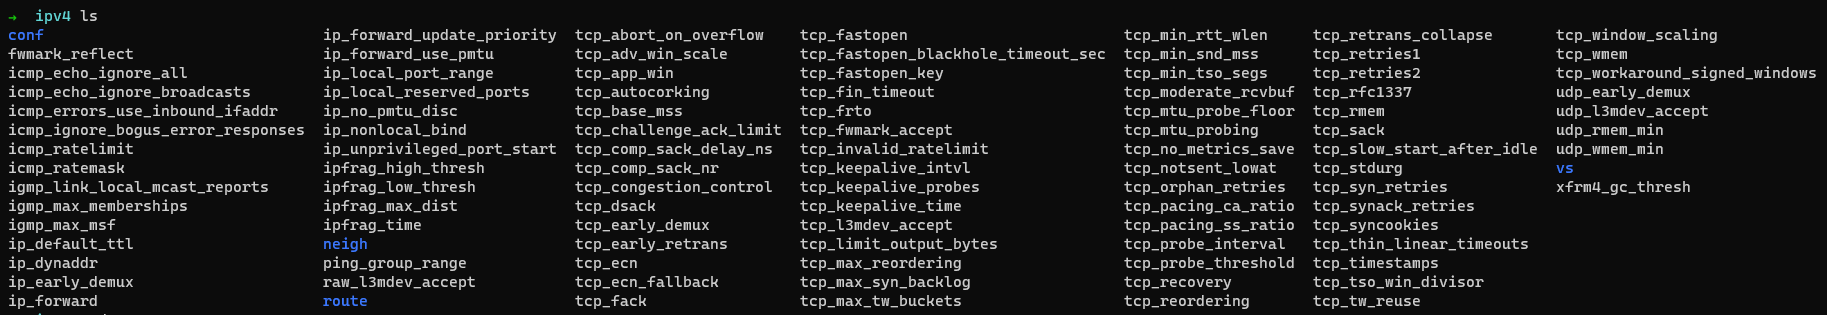 →  ipv4 ls
conf                              ip_forward_update_priority  tcp_abort_on_overflow    tcp_fastopen                        tcp_min_rtt_wlen    tcp_retrans_collapse       tcp_window_scaling
fwmark_reflect                    ip_forward_use_pmtu         tcp_adv_win_scale        tcp_fastopen_blackhole_timeout_sec  tcp_min_snd_mss     tcp_retries1               tcp_wmem
icmp_echo_ignore_all              ip_local_port_range         tcp_app_win              tcp_fastopen_key                    tcp_min_tso_segs    tcp_retries2               tcp_workaround_signed_windows
icmp_echo_ignore_broadcasts       ip_local_reserved_ports     tcp_autocorking          tcp_fin_timeout                     tcp_moderate_rcvbuf  tcp_rfc1337                udp_early_demux
icmp_errors_use_inbound_ifaddr    ip_no_pmtu_disc             tcp_base_mss             tcp_frto                            tcp_mtu_probe_floor  tcp_rmem                   udp_l3mdev_accept
icmp_ignore_bogus_error_responses  ip_nonlocal_bind            tcp_challenge_ack_limit  tcp_fwmark_accept                   tcp_mtu_probing     tcp_sack                   udp_rmem_min
icmp_ratelimit                    ip_unprivileged_port_start  tcp_comp_sack_delay_ns   tcp_invalid_ratelimit               tcp_no_metrics_save  tcp_slow_start_after_idle  udp_wmem_min
icmp_ratemask                     ipfrag_high_thresh          tcp_comp_sack_nr         tcp_keepalive_intvl                 tcp_notsent_lowat   tcp_stdurg                 vs
igmp_link_local_mcast_reports     ipfrag_low_thresh           tcp_congestion_control   tcp_keepalive_probes                tcp_orphan_retries  tcp_syn_retries            xfrm4_gc_thresh
igmp_max_memberships              ipfrag_max_dist             tcp_dsack                tcp_keepalive_time                  tcp_pacing_ca_ratio  tcp_synack_retries
igmp_max_msf                      ipfrag_time                 tcp_early_demux          tcp_l3mdev_accept                   tcp_pacing_ss_ratio  tcp_syncookies
ip_default_ttl                    neigh                       tcp_early_retrans        tcp_limit_output_bytes              tcp_probe_interval  tcp_thin_linear_timeouts
ip_dynaddr                        ping_group_range            tcp_ecn                  tcp_max_reordering                  tcp_probe_threshold  tcp_timestamps
ip_early_demux                    raw_l3mdev_accept           tcp_ecn_fallback         tcp_max_syn_backlog                 tcp_recovery        tcp_tso_win_divisor
ip_forward                        route                       tcp_fack                 tcp_max_tw_buckets                  tcp_reordering      tcp_tw_reuse